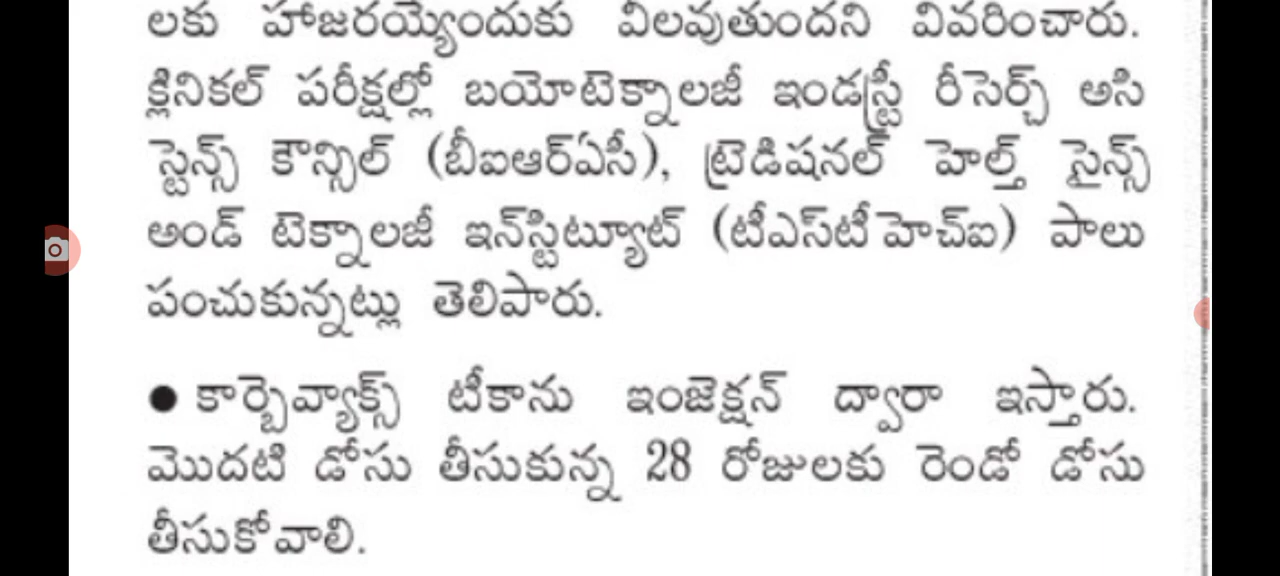 లకు హాజరయ్యేందుకు వీలవుతుందని వివరించారు.
క్లినికల్ పరీక్షల్లో బయోటెక్నాలజీ ఇండస్ట్రీ రీసెర్చ్ అసి
స్టెన్స్ కౌన్సిల్ (బీఐఆర్ఏసీ), ట్రెడిషనల్ హెల్త్ సైన్స్
అండ్ టెక్నాలజీ ఇన్‌స్టిట్యూట్ (టీఎస్‌టీహెచ్ఐ) పాలు
పంచుకున్నట్లు తెలిపారు.
● కార్బెవ్యాక్స్ టీకాను ఇంజెక్షన్ ద్వారా ఇస్తారు.
మొదటి డోసు తీసుకున్న 28 రోజులకు రెండో డోసు
తీసుకోవాలి.